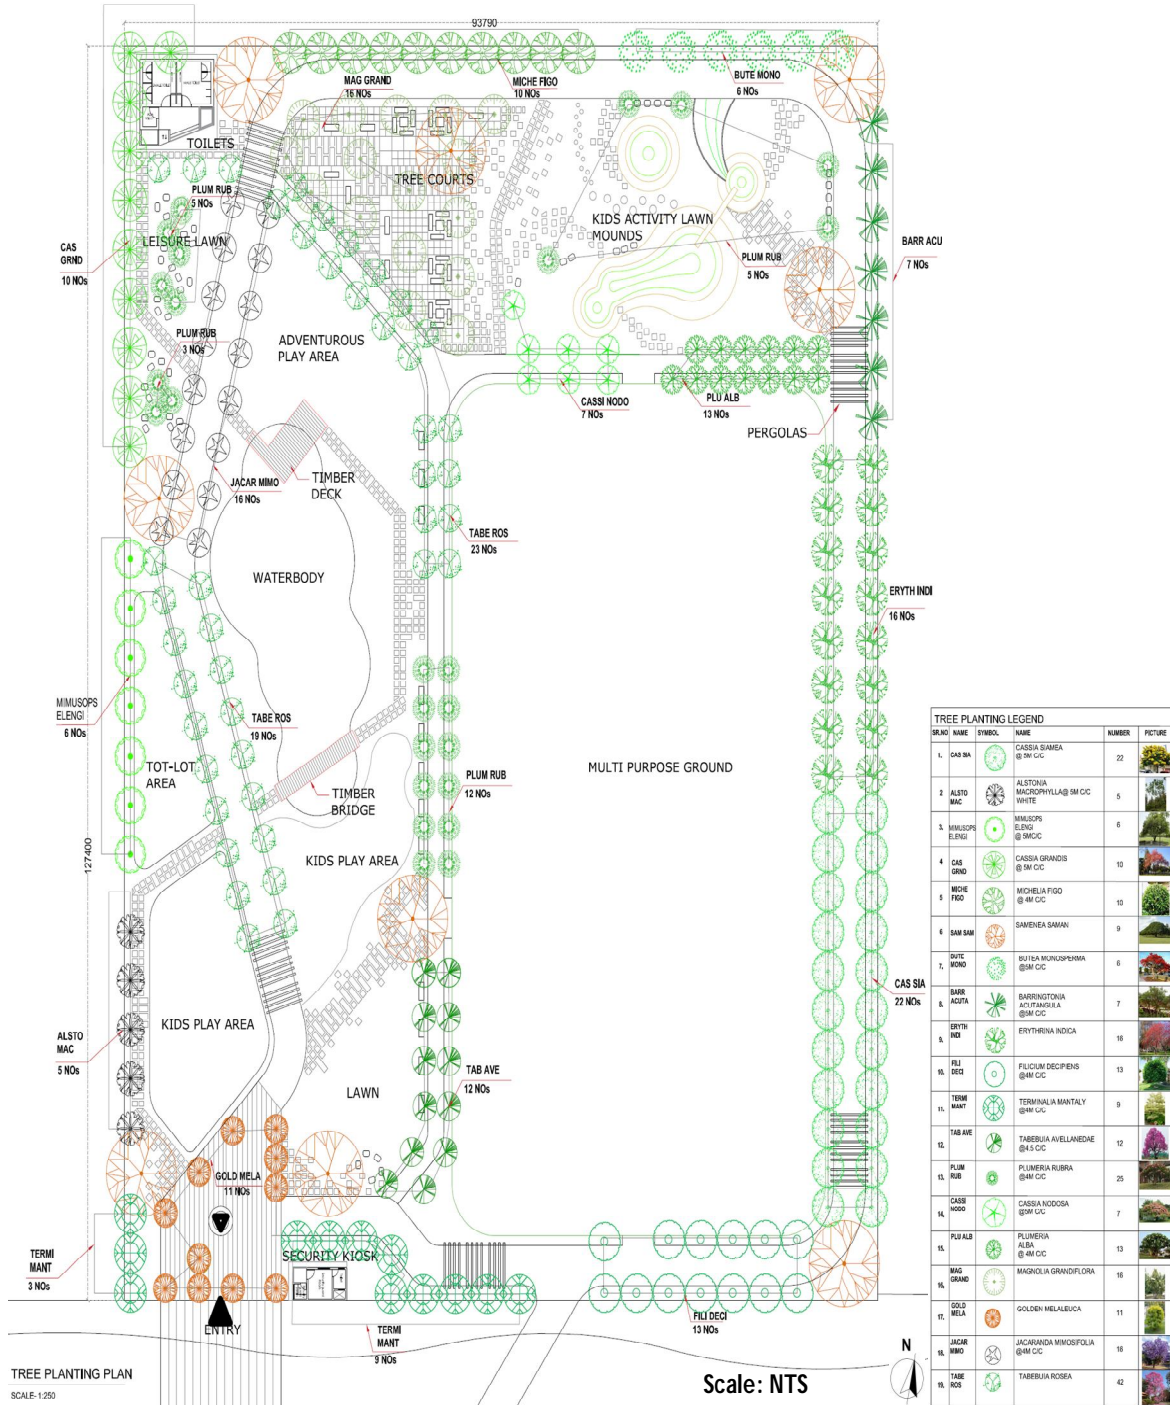 93790
MAG GRAND
16 NOs
MICHE FIGO
10 NOs
BUTE MONO
6 NOs
TOILETS
TREE COURTS
PLUM RUB
5 NOs
LEISURE LAWN
KIDS ACTIVITY LAWN
MOUNDS
CAS
GRND
10 NOs
BARR ACU
7 NOs
PLUM RUB
5 NOs
PLUM RUB
3 NOs
ADVENTUROUS
PLAY AREA
CASSI NODO
7 NOs
PLU ALB
13 NOs
PERGOLAS
JACAR MIMO
16 NOs
TIMBER
DECK
TABE ROS
23 NOs
WATERBODY
ERYTH INDI
16 NOs
MIMUSOPS
ELENGI
6 NOs
TABE ROS
19 NOs
TOT-LOT
AREA
TIMBER
BRIDGE
PLUM RUB
12 NOs
MULTI PURPOSE GROUND
127400
KIDS PLAY AREA
CAS SIA
22 NOs
KIDS PLAY AREA
ALSTO
MAC
5 NOs
LAWN
TAB AVE
12 NOs
GOLD MELA
11 NOs
TERMI
MANT
3 NOs
SECURITY KIOSK
ENTRY
TERMI
MANT
9 NOs
FILI DECI
13 NOs
N
TREE PLANTING PLAN
SCALE- 1:250
Scale: NTS
TREE PLANTING LEGEND
SR.NO NAME SYMBOL NAME NUMBER PICTURE
1. CAS SIA CASSIA SIAMEA @ 5M C/C 22
2 ALSTO MAC ALSTONIA MACROPHYLLA@ 5M C/C WHITE 5
3. MIMUSOPS ELENGI MIMUSOPS ELENGI @ 5MC/C 6
4 CAS GRND CASSIA GRANDIS @ 5M C/C 10
5 MICHE FIGO MICHELIA FIGO @ 4M C/C 10
6 SAM SAM SAMENEA SAMAN 9
7. BUTE MONO BUTEA MONOSPERMA @5M C/C 6
8. BARR ACUTA BARRINGTONIA ACUTANGULA @5M C/C 7
9. ERYTH INDI ERYTHRINA INDICA 16
10. FILI DECI FILICIUM DECIPIENS @4M C/C 13
11. TERMI MANT TERMINALIA MANTALY @4M C/C 9
12. TAB AVE TABEBUIA AVELLANEDAE @4.5 C/C 12
13. PLUM RUB PLUMERIA RUBRA @4M C/C 25
14. CASSI NODO CASSIA NODOSA @5M C/C 7
15. PLU ALB PLUMERIA ALBA @ 4M C/C 13
16. MAG GRAND MAGNOLIA GRANDIFLORA 16
17. GOLD MELA GOLDEN MELALEUCA 11
18. JACAR MIMO JACARANDA MIMOSIFOLIA @4M C/C 16
19. TABE ROS TABEBUIA ROSEA 42